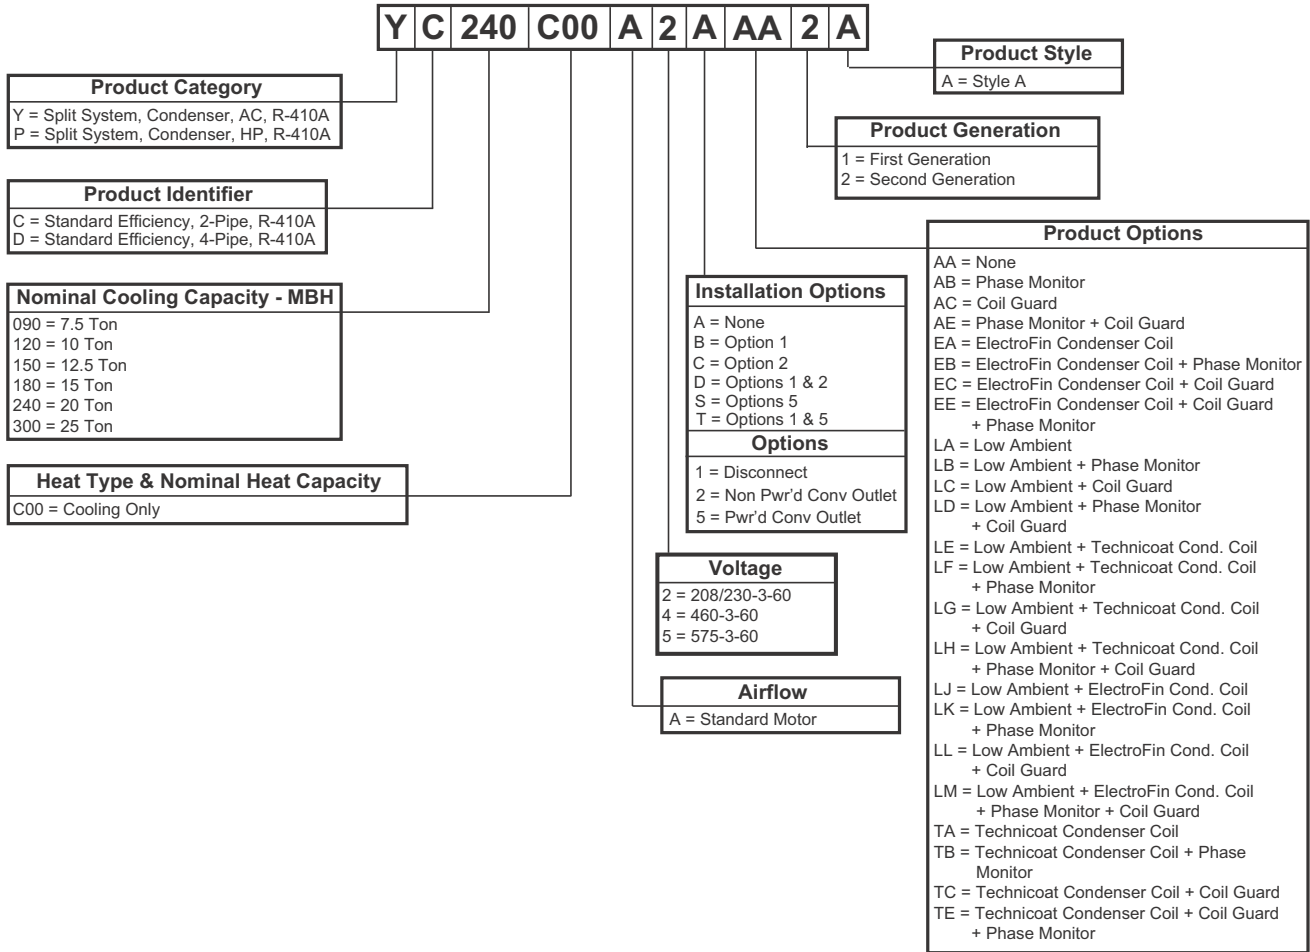 Y C 240 C00 A 2 A AA 2 A
Product Category
Y = Split System, Condenser, AC, R-410A
P = Split System, Condenser, HP, R-410A
Product Identifier
C = Standard Efficiency, 2-Pipe, R-410A
D = Standard Efficiency, 4-Pipe, R-410A
Nominal Cooling Capacity - MBH
090 = 7.5 Ton
120 = 10 Ton
150 = 12.5 Ton
180 = 15 Ton
240 = 20 Ton
300 = 25 Ton
Heat Type & Nominal Heat Capacity
C00 = Cooling Only
Airflow
A = Standard Motor
Voltage
2 = 208/230-3-60
4 = 460-3-60
5 = 575-3-60
Installation Options
A = None
B = Option 1
C = Option 2
D = Options 1 & 2
S = Options 5
T = Options 1 & 5
Options
1 = Disconnect
2 = Non Pwr'd Conv Outlet
5 = Pwr'd Conv Outlet
Product Options
AA = None
AB = Phase Monitor
AC = Coil Guard
AE = Phase Monitor + Coil Guard
EA = ElectroFin Condenser Coil
EB = ElectroFin Condenser Coil + Phase Monitor
EC = ElectroFin Condenser Coil + Coil Guard
EE = ElectroFin Condenser Coil + Coil Guard
+ Phase Monitor
LA = Low Ambient
LB = Low Ambient + Phase Monitor
LC = Low Ambient + Coil Guard
LD = Low Ambient + Phase Monitor
+ Coil Guard
LE = Low Ambient + Technicoat Cond. Coil
LF = Low Ambient + Technicoat Cond. Coil
+ Phase Monitor
LG = Low Ambient + Technicoat Cond. Coil
+ Coil Guard
LH = Low Ambient + Technicoat Cond. Coil
+ Phase Monitor + Coil Guard
LJ = Low Ambient + ElectroFin Cond. Coil
LK = Low Ambient + ElectroFin Cond. Coil
+ Phase Monitor
LL = Low Ambient + ElectroFin Cond. Coil
+ Coil Guard
LM = Low Ambient + ElectroFin Cond. Coil
+ Phase Monitor + Coil Guard
TA = Technicoat Condenser Coil
TB = Technicoat Condenser Coil + Phase
Monitor
TC = Technicoat Condenser Coil + Coil Guard
TE = Technicoat Condenser Coil + Coil Guard
+ Phase Monitor
Product Generation
1 = First Generation
2 = Second Generation
Product Style
A = Style A